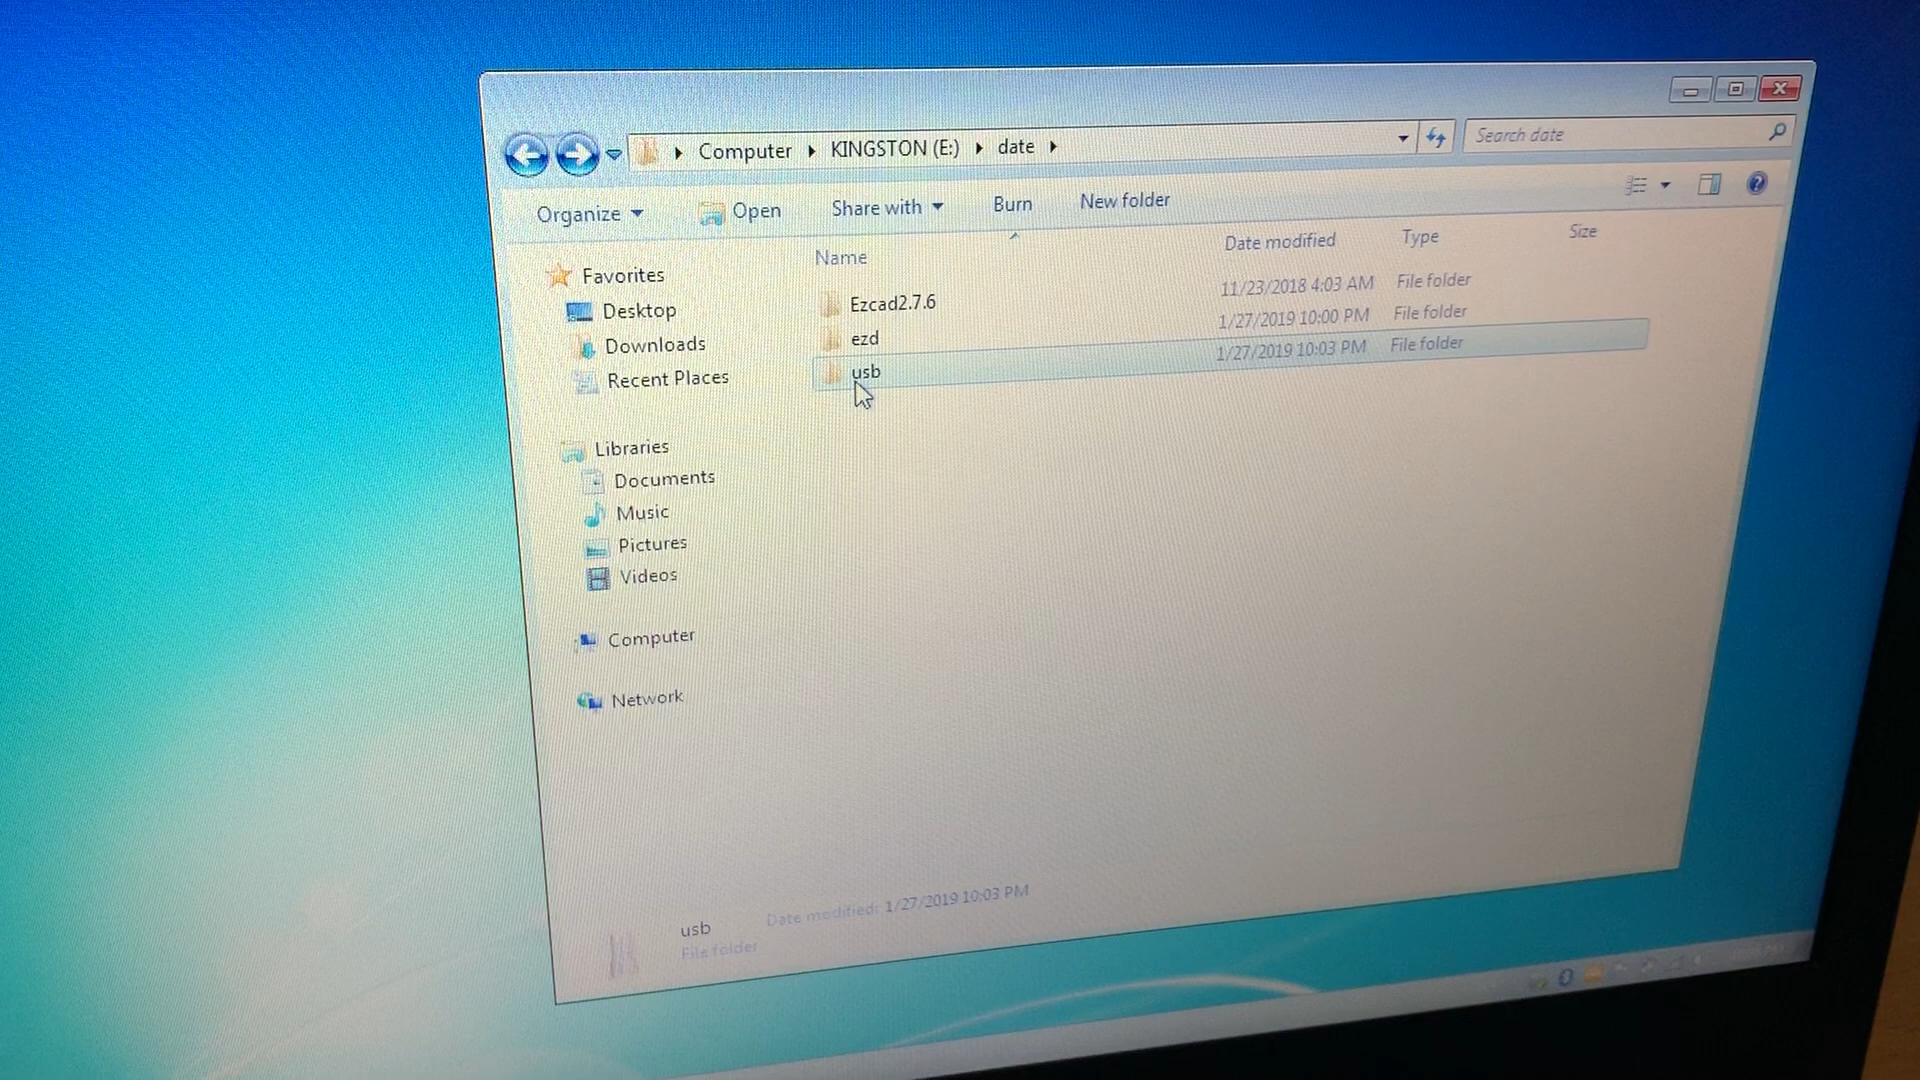 Computer KINGSTON (E:) date
Search date
Organize Open Share with Burn New folder
Name Date modified Type Size
Favorites
Desktop
Downloads
Recent Places
Libraries
Documents
Music
Pictures
Videos
Computer
Network
Ezcad2.7.6 11/23/2018 4:03 AM File folder
ezd 1/27/2019 10:00 PM File folder
usb 1/27/2019 10:03 PM File folder
usb Date modified: 1/27/2019 10:03 PM
File folder